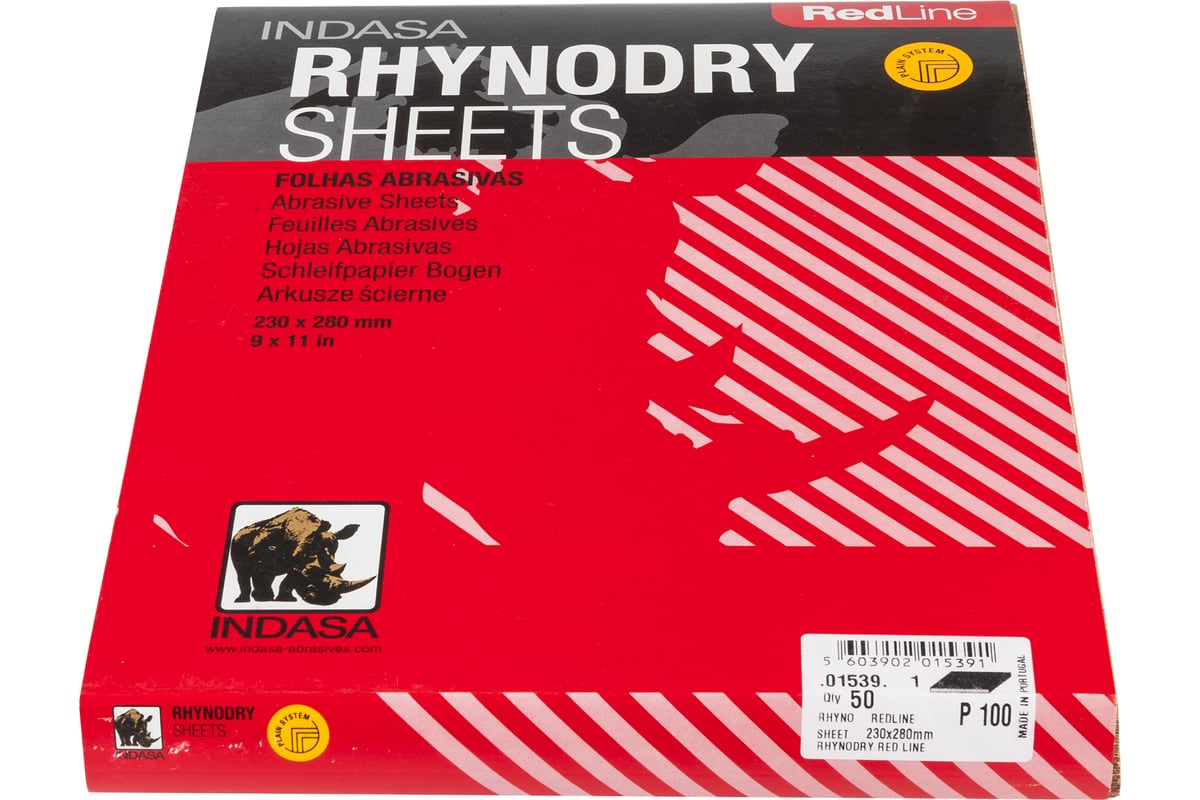 RedLine
INDASA
RHYNODRY
SHEETS
PLAIN SYSTEM
FOLHAS ABRASIVAS
Abrasive Sheets
Feuilles Abrasives
Hojas Abrasivas
Schleifpapier Bogen
Arkusze ścierne
230 x 280 mm
9 x 11 in
INDASA
www.indasa-abrasives.com
5 603902 015391
.01539. 1
Qty 50
RHYNO REDLINE
P 100
SHEET 230x280mm
RHYNODRY RED LINE
MADE IN PORTUGAL
RHYNODRY
SHEETS
INDASA
PLAIN SYSTEM